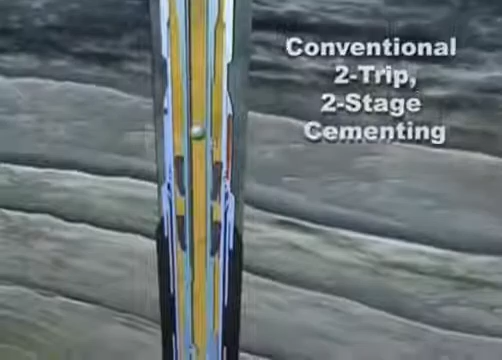 Conventional
2-Trip,
2-Stage
Cementing